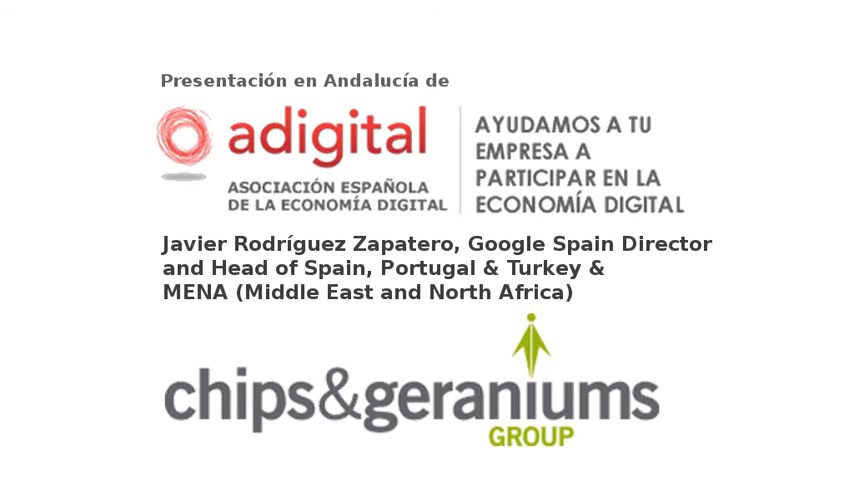 Presentación en Andalucía de
adigital
ASOCIACIÓN ESPAÑOLA
DE LA ECONOMÍA DIGITAL
AYUDAMOS A TU
EMPRESA A
PARTICIPAR EN LA
ECONOMÍA DIGITAL
Javier Rodríguez Zapatero, Google Spain Director
and Head of Spain, Portugal & Turkey &
MENA (Middle East and North Africa)
chips&geraniums
GROUP